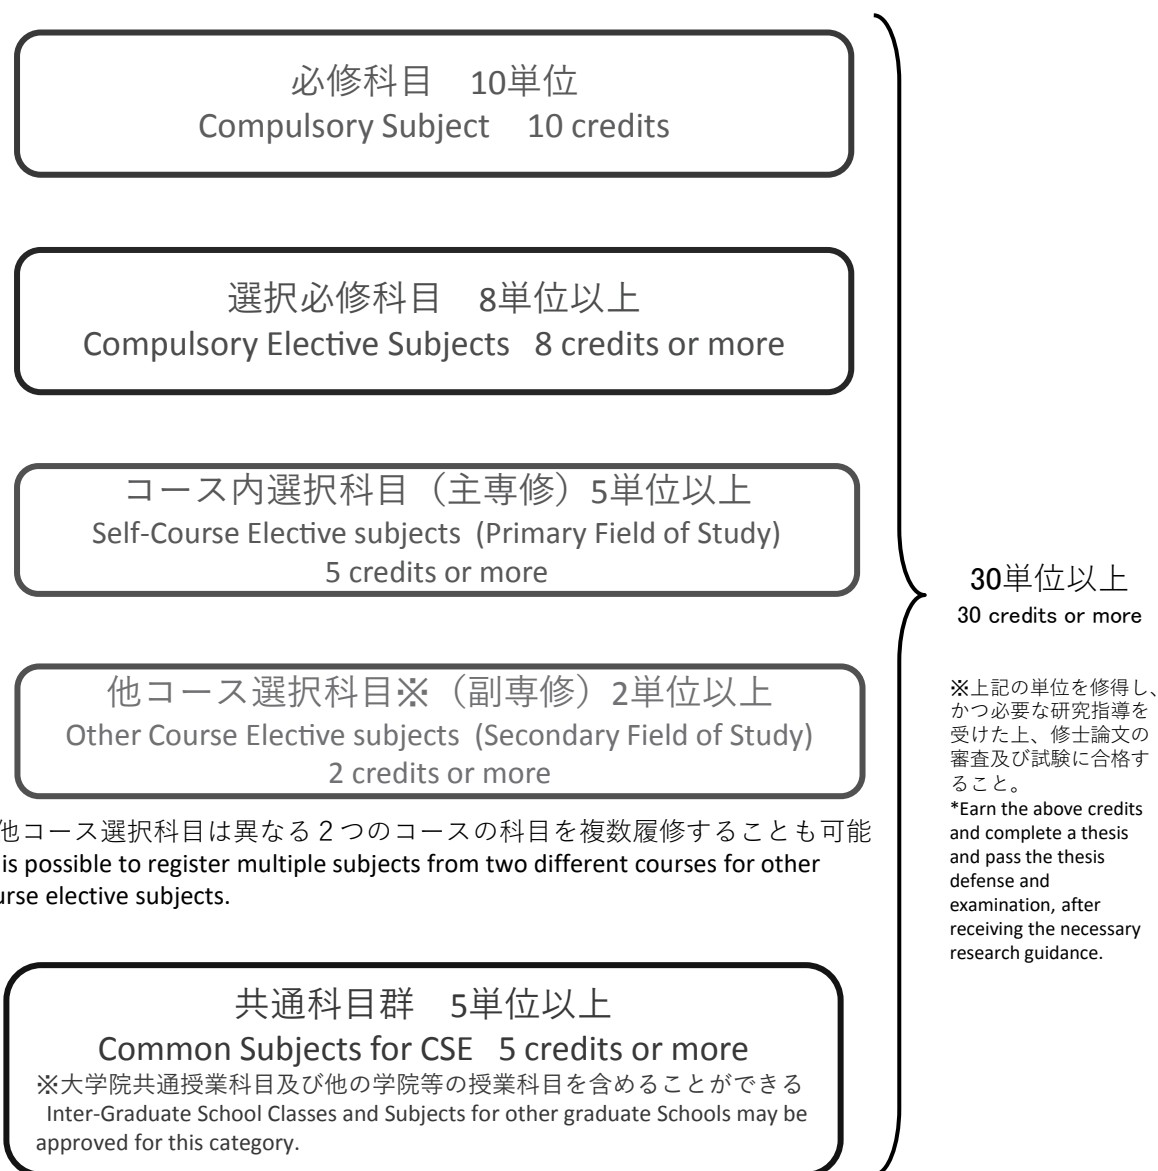 必修科目　10単位
Compulsory Subject　10 credits
選択必修科目　8単位以上
Compulsory Elective Subjects  8 credits or more
コース内選択科目（主専修）5単位以上
Self-Course Elective subjects (Primary Field of Study)
5 credits or more
他コース選択科目※（副専修）2単位以上
Other Course Elective subjects (Secondary Field of Study)
2 credits or more
他コース選択科目は異なる２つのコースの科目を複数履修することも可能
is possible to register multiple subjects from two different courses for other
urse elective subjects.
共通科目群　5単位以上
Common Subjects for CSE  5 credits or more
※大学院共通授業科目及び他の学院等の授業科目を含めることができる
Inter-Graduate School Classes and Subjects for other graduate Schools may be
approved for this category.
30単位以上
30 credits or more
※上記の単位を修得し、
かつ必要な研究指導を
受けた上、修士論文の
審査及び試験に合格す
ること。
*Earn the above credits
and complete a thesis
and pass the thesis
defense and
examination, after
receiving the necessary
research guidance.